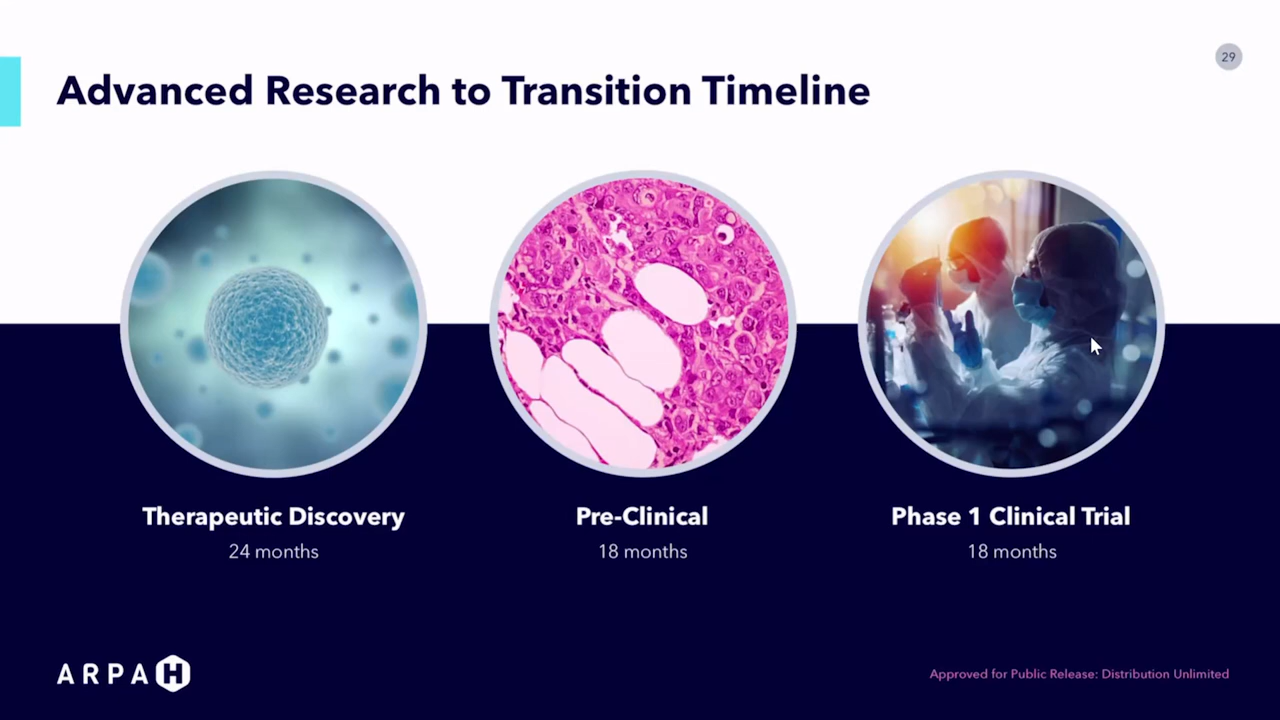 29
Advanced Research to Transition Timeline
Therapeutic Discovery
24 months
Pre-Clinical
18 months
Phase 1 Clinical Trial
18 months
ARPA H
Approved for Public Release: Distribution Unlimited